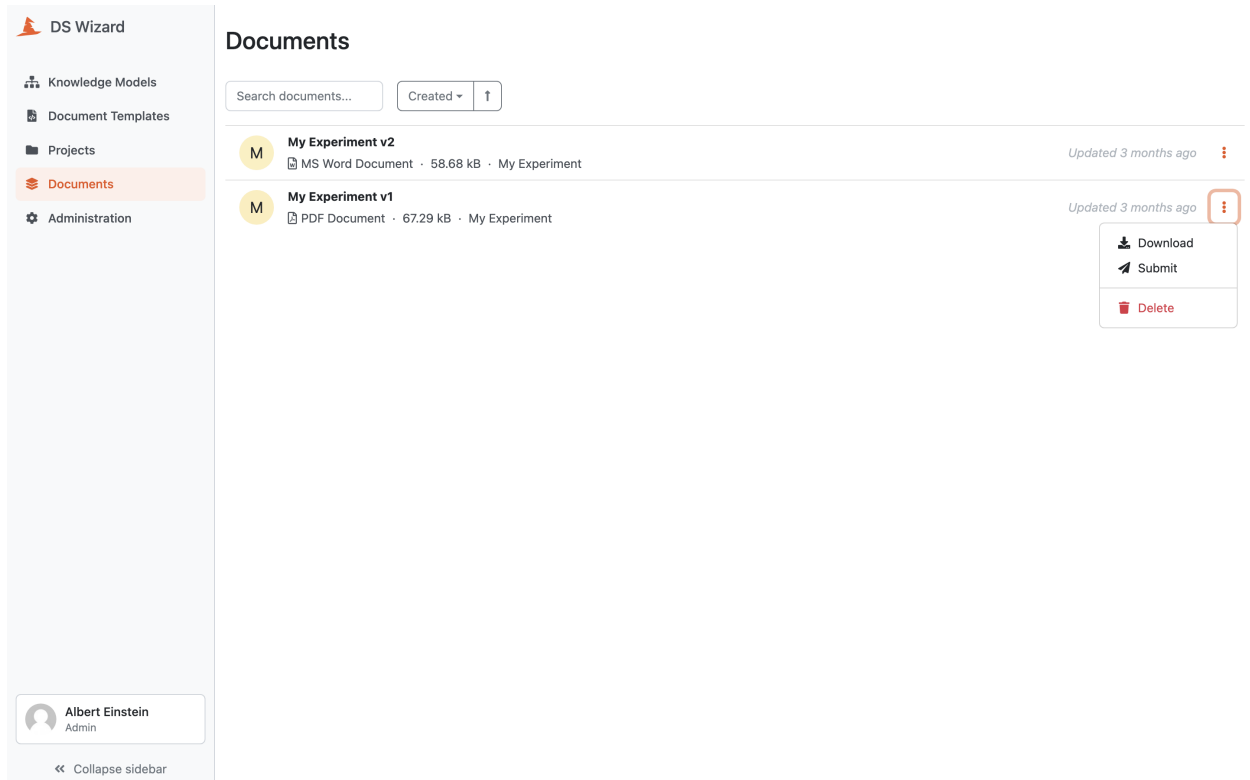 DS Wizard
Knowledge Models
Document Templates
Projects
Documents
Administration
Albert Einstein
Admin
Collapse sidebar
Documents
Search documents...
Created
M
My Experiment v2
MS Word Document · 58.68 kB · My Experiment
Updated 3 months ago
M
My Experiment v1
PDF Document · 67.29 kB · My Experiment
Updated 3 months ago
Download
Submit
Delete